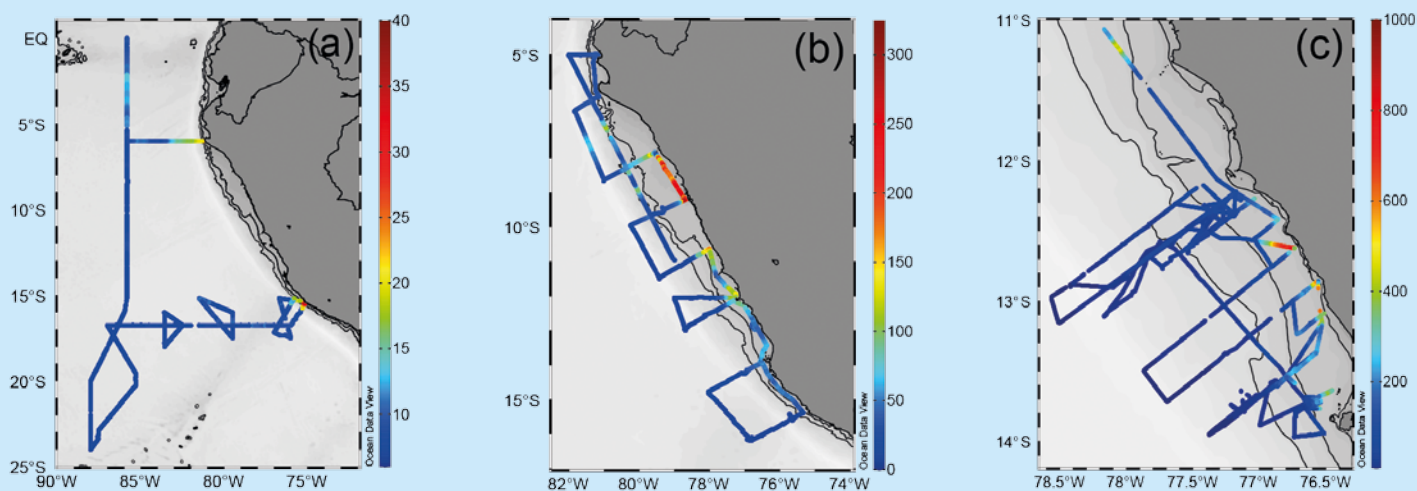 (a)
EQ
5°S
10°S
15°S
20°S
25°S
90°W 85°W 80°W 75°W
40
35
30
25
20
15
10
Ocean Data View
(b)
5°S
10°S
15°S
82°W 80°W 78°W 76°W 74°W
300
250
200
150
100
50
0
Ocean Data View
(c)
11°S
12°S
13°S
14°S
78.5°W 78°W 77.5°W 77°W 76.5°W
1000
800
600
400
200
Ocean Data View